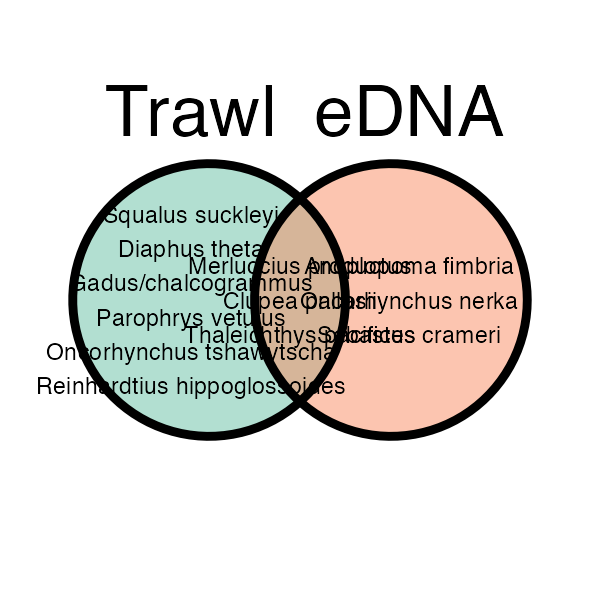 Trawl eDNA
Squalus suckleyi
Diaphus theta
Gadus/chalcogrammus
Parophrys vetulus
Oncorhynchus tshawytscha
Reinhardtius hippoglossoides
Merluccius productus
Clupea pallasii
Thaleichthys pacificus
Anoplopoma fimbria
Oncorhynchus nerka
Sebastes crameri